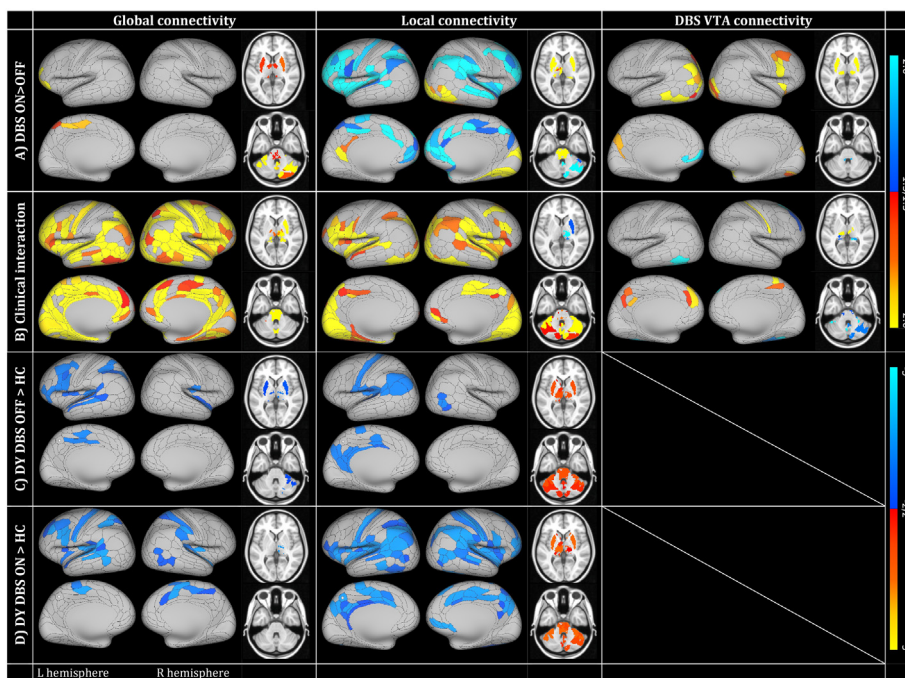 Global connectivity
Local connectivity
DBS VTA connectivity
A) DBS ON>OFF
B) Clinical interaction
C) DY DBS OFF > HC
D) DY DBS ON > HC
L hemisphere
R hemisphere